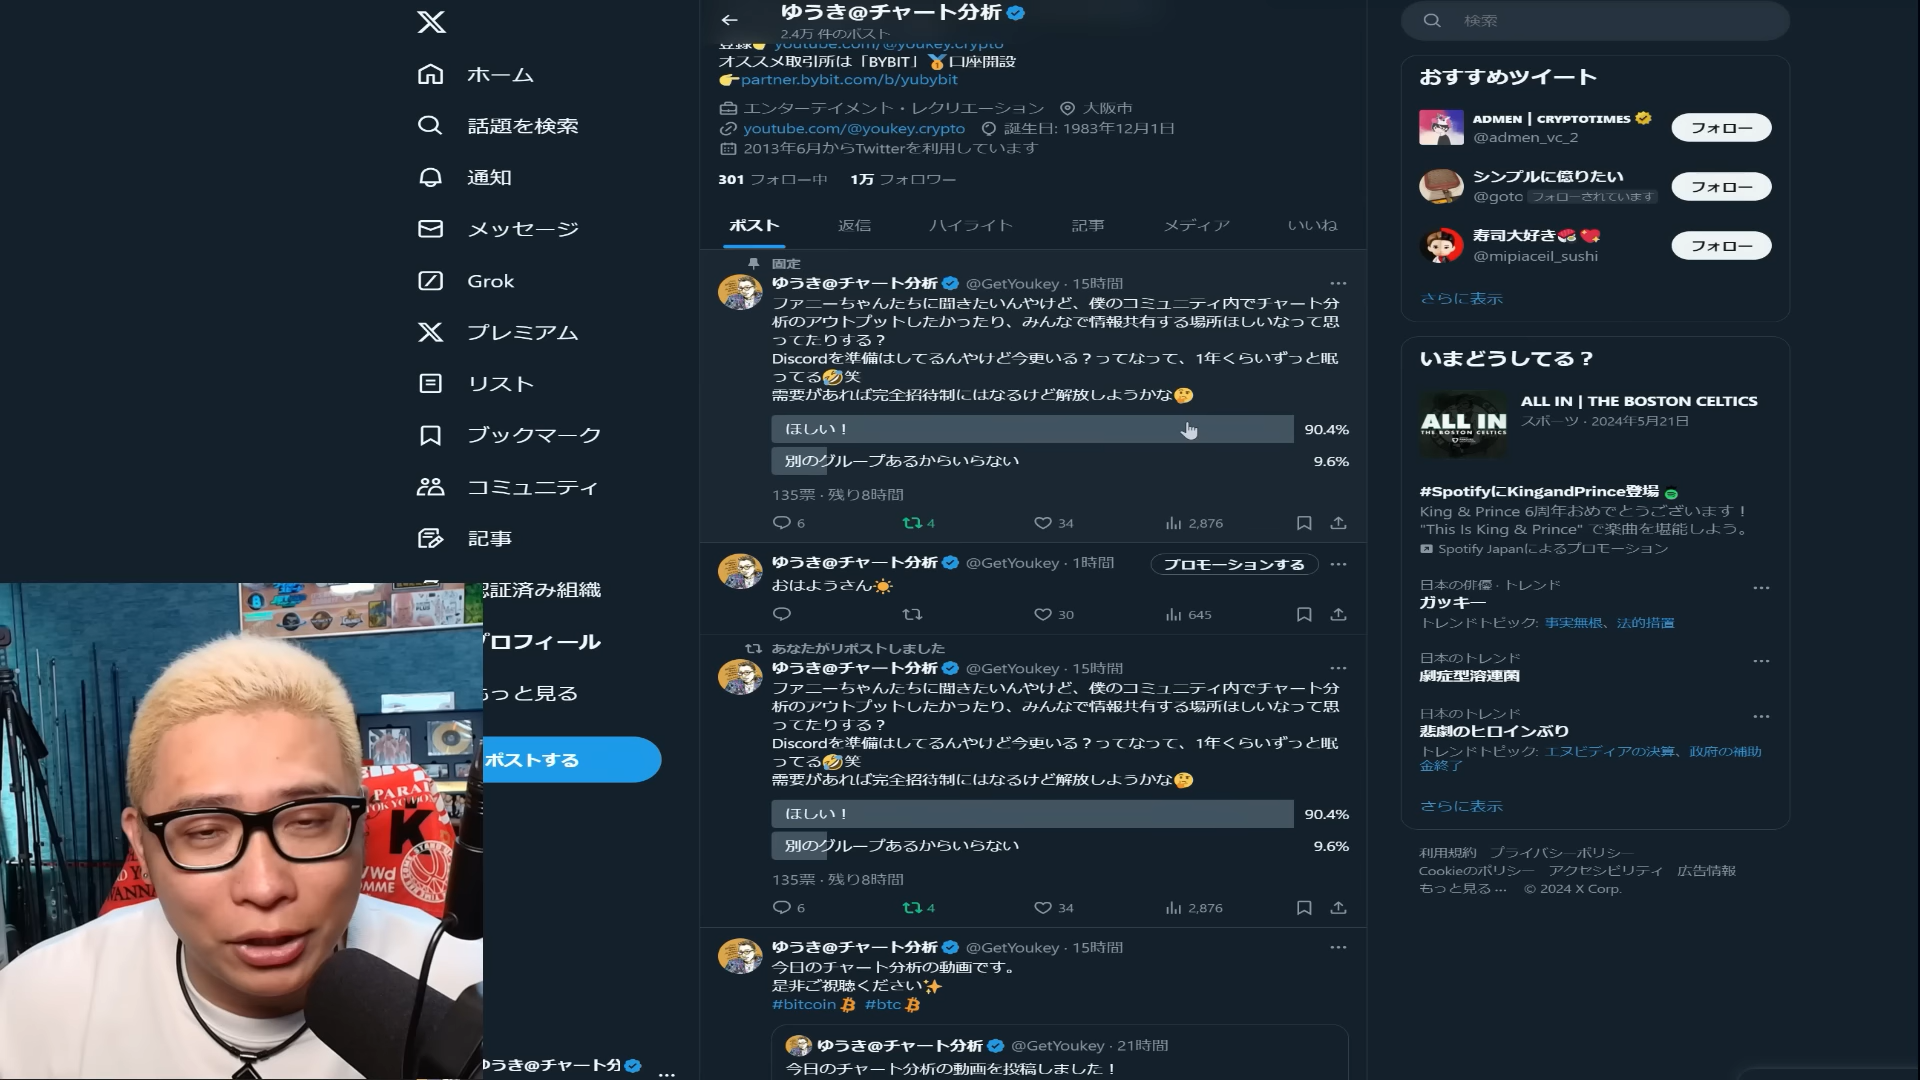 ホーム
話題を検索
通知
メッセージ
Grok
プレミアム
リスト
ブックマーク
コミュニティ
記事
認証済み組織
プロフィール
もっと見る
ポストする
ゆうき@チャート分
ゆうき@チャート分析
2.4万 件のポスト
登録👉 youtube.com/@youkey.crypto
オススメ取引所は「BYBIT」🥇口座開設
👉partner.bybit.com/b/yubybit
エンターテイメント・レクリエーション 大阪市
youtube.com/@youkey.crypto 誕生日: 1983年12月1日
2013年6月からTwitterを利用しています
301 フォロー中 1万 フォロワー
ポスト 返信 ハイライト 記事 メディア いいね
固定
ゆうき@チャート分析 @GetYoukey · 15時間
ファニーちゃんたちに聞きたいんやけど、僕のコミュニティ内でチャート分
析のアウトプットしたかったり、みんなで情報共有する場所ほしいなって思
ってたりする？
Discordを準備はしてるんやけど今更いる？ってなって、1年くらいずっと眠
ってる🤣笑
需要があれば完全招待制にはなるけど解放しようかな🤔
ほしい！ 90.4%
別のグループあるからいらない 9.6%
135票 · 残り8時間
6 4 34 2,876
ゆうき@チャート分析 @GetYoukey · 1時間 プロモーションする
おはようさん☀️
30 645
あなたがリポストしました
ゆうき@チャート分析 @GetYoukey · 15時間
ファニーちゃんたちに聞きたいんやけど、僕のコミュニティ内でチャート分
析のアウトプットしたかったり、みんなで情報共有する場所ほしいなって思
ってたりする？
Discordを準備はしてるんやけど今更いる？ってなって、1年くらいずっと眠
ってる🤣笑
需要があれば完全招待制にはなるけど解放しようかな🤔
ほしい！ 90.4%
別のグループあるからいらない 9.6%
135票 · 残り8時間
6 4 34 2,876
ゆうき@チャート分析 @GetYoukey · 15時間
今日のチャート分析の動画です。
是非ご視聴ください✨
#bitcoin #btc
ゆうき@チャート分析 @GetYoukey · 21時間
今日のチャート分析の動画を投稿しました！
検索
おすすめツイート
ADMEN | CRYPTOTIMES
@admen_vc_2
フォロー
シンプルに億りたい
@gotc フォローされています
フォロー
寿司大好き🍣💖
@mipiaceil_sushi
フォロー
さらに表示
いまどうしてる？
ALL IN
THE BOSTON CELTICS
ALL IN | THE BOSTON CELTICS
スポーツ · 2024年5月21日
#SpotifyにKingandPrince登場
King & Prince 6周年おめでとうございます！
"This Is King & Prince" で楽曲を堪能しよう。
Spotify Japanによるプロモーション
日本の俳優 · トレンド
ガッキー
トレンドトピック: 事実無根、法的措置
日本のトレンド
劇症型溶連菌
日本のトレンド
悲劇のヒロインぶり
トレンドトピック: エヌビディアの決算、政府の補助
金終了
さらに表示
利用規約 プライバシーポリシー
Cookieのポリシー アクセシビリティ 広告情報
もっと見る ··· © 2024 X Corp.